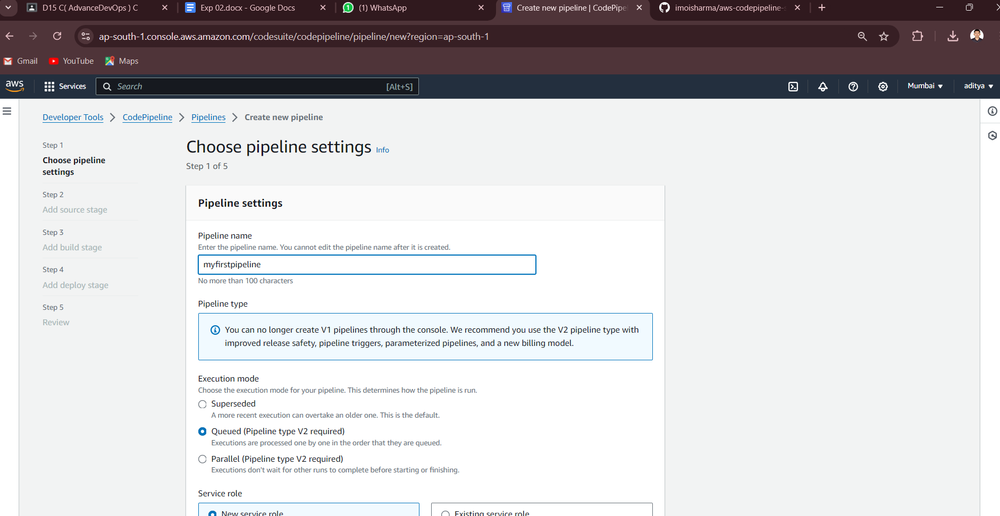 D15 C( AdvanceDevOps ) C
Exp 02.docx - Google Docs
(1) WhatsApp
Create new pipeline | CodePipel
imoisharma/aws-codepipeline-s
ap-south-1.console.aws.amazon.com/codesuite/codepipeline/pipeline/new?region=ap-south-1
Gmail
YouTube
Maps
aws
Services
Search
[Alt+S]
Mumbai
aditya
Developer Tools
CodePipeline
Pipelines
Create new pipeline
Step 1
Choose pipeline
settings
Step 2
Add source stage
Step 3
Add build stage
Step 4
Add deploy stage
Step 5
Review
Choose pipeline settings Info
Step 1 of 5
Pipeline settings
Pipeline name
Enter the pipeline name. You cannot edit the pipeline name after it is created.
myfirstpipeline
No more than 100 characters
Pipeline type
You can no longer create V1 pipelines through the console. We recommend you use the V2 pipeline type with
improved release safety, pipeline triggers, parameterized pipelines, and a new billing model.
Execution mode
Choose the execution mode for your pipeline. This determines how the pipeline is run.
Superseded
A more recent execution can overtake an older one. This is the default.
Queued (Pipeline type V2 required)
Executions are processed one by one in the order that they are queued.
Parallel (Pipeline type V2 required)
Executions don't wait for other runs to complete before starting or finishing.
Service role
New service role
Existing service role